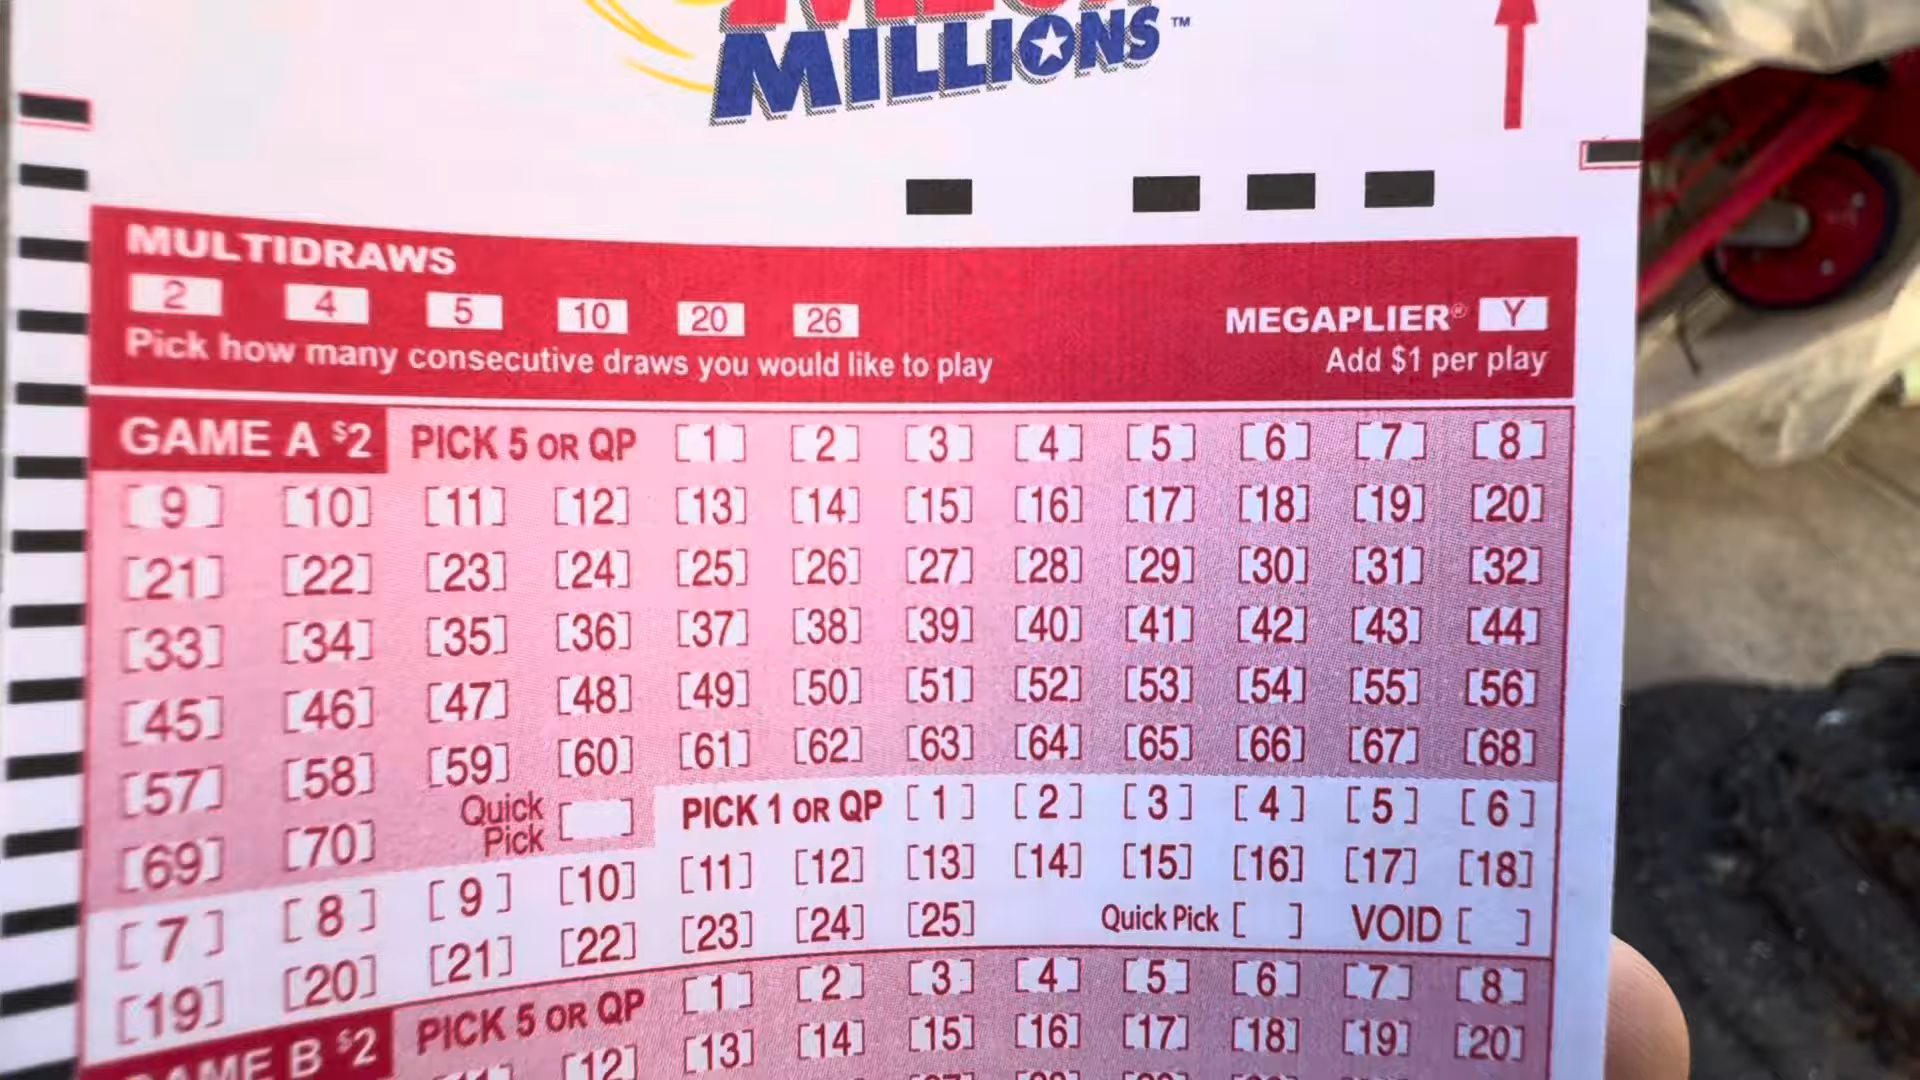 MEGA
MILLIONS™
MULTIDRAWS
2 4 5 10 20 26
Pick how many consecutive draws you would like to play
MEGAPLIER® Y
Add $1 per play
GAME A $2 PICK 5 OR QP [1] [2] [3] [4] [5] [6] [7] [8]
[9] [10] [11] [12] [13] [14] [15] [16] [17] [18] [19] [20]
[21] [22] [23] [24] [25] [26] [27] [28] [29] [30] [31] [32]
[33] [34] [35] [36] [37] [38] [39] [40] [41] [42] [43] [44]
[45] [46] [47] [48] [49] [50] [51] [52] [53] [54] [55] [56]
[57] [58] [59] [60] [61] [62] [63] [64] [65] [66] [67] [68]
[69] [70] Quick Pick [ ] PICK 1 OR QP [1] [2] [3] [4] [5] [6]
[7] [8] [9] [10] [11] [12] [13] [14] [15] [16] [17] [18]
[19] [20] [21] [22] [23] [24] [25] Quick Pick [ ] VOID [ ]
GAME B $2 PICK 5 OR QP [1] [2] [3] [4] [5] [6] [7] [8]
[12] [13] [14] [15] [16] [17] [18] [19] [20]